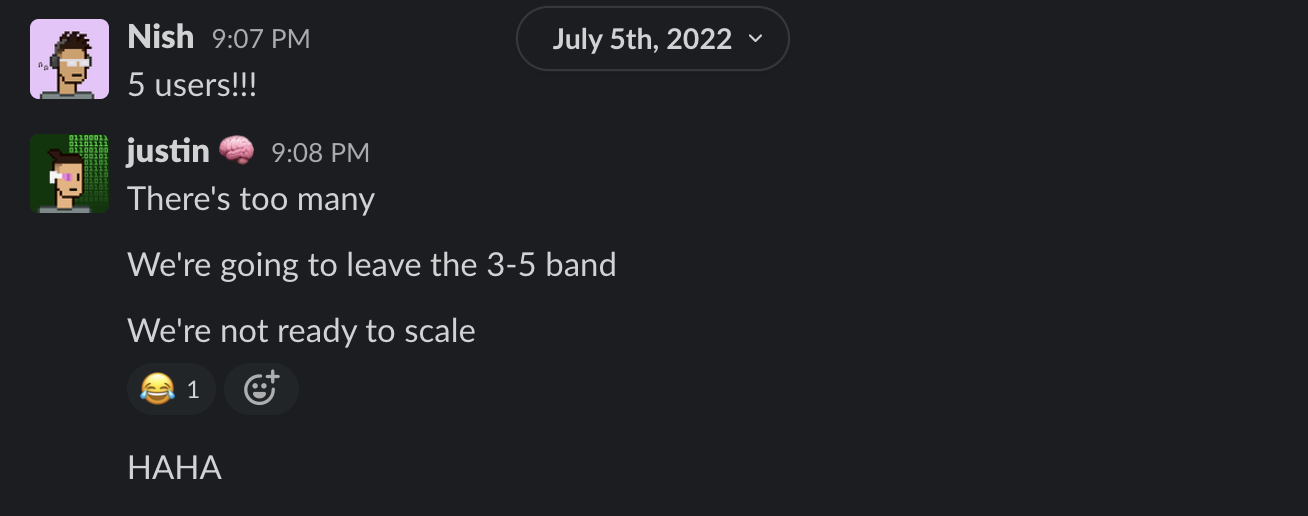 Nish 9:07 PM
July 5th, 2022
5 users!!!
justin 🧠 9:08 PM
There's too many
We're going to leave the 3-5 band
We're not ready to scale
😂 1
HAHA